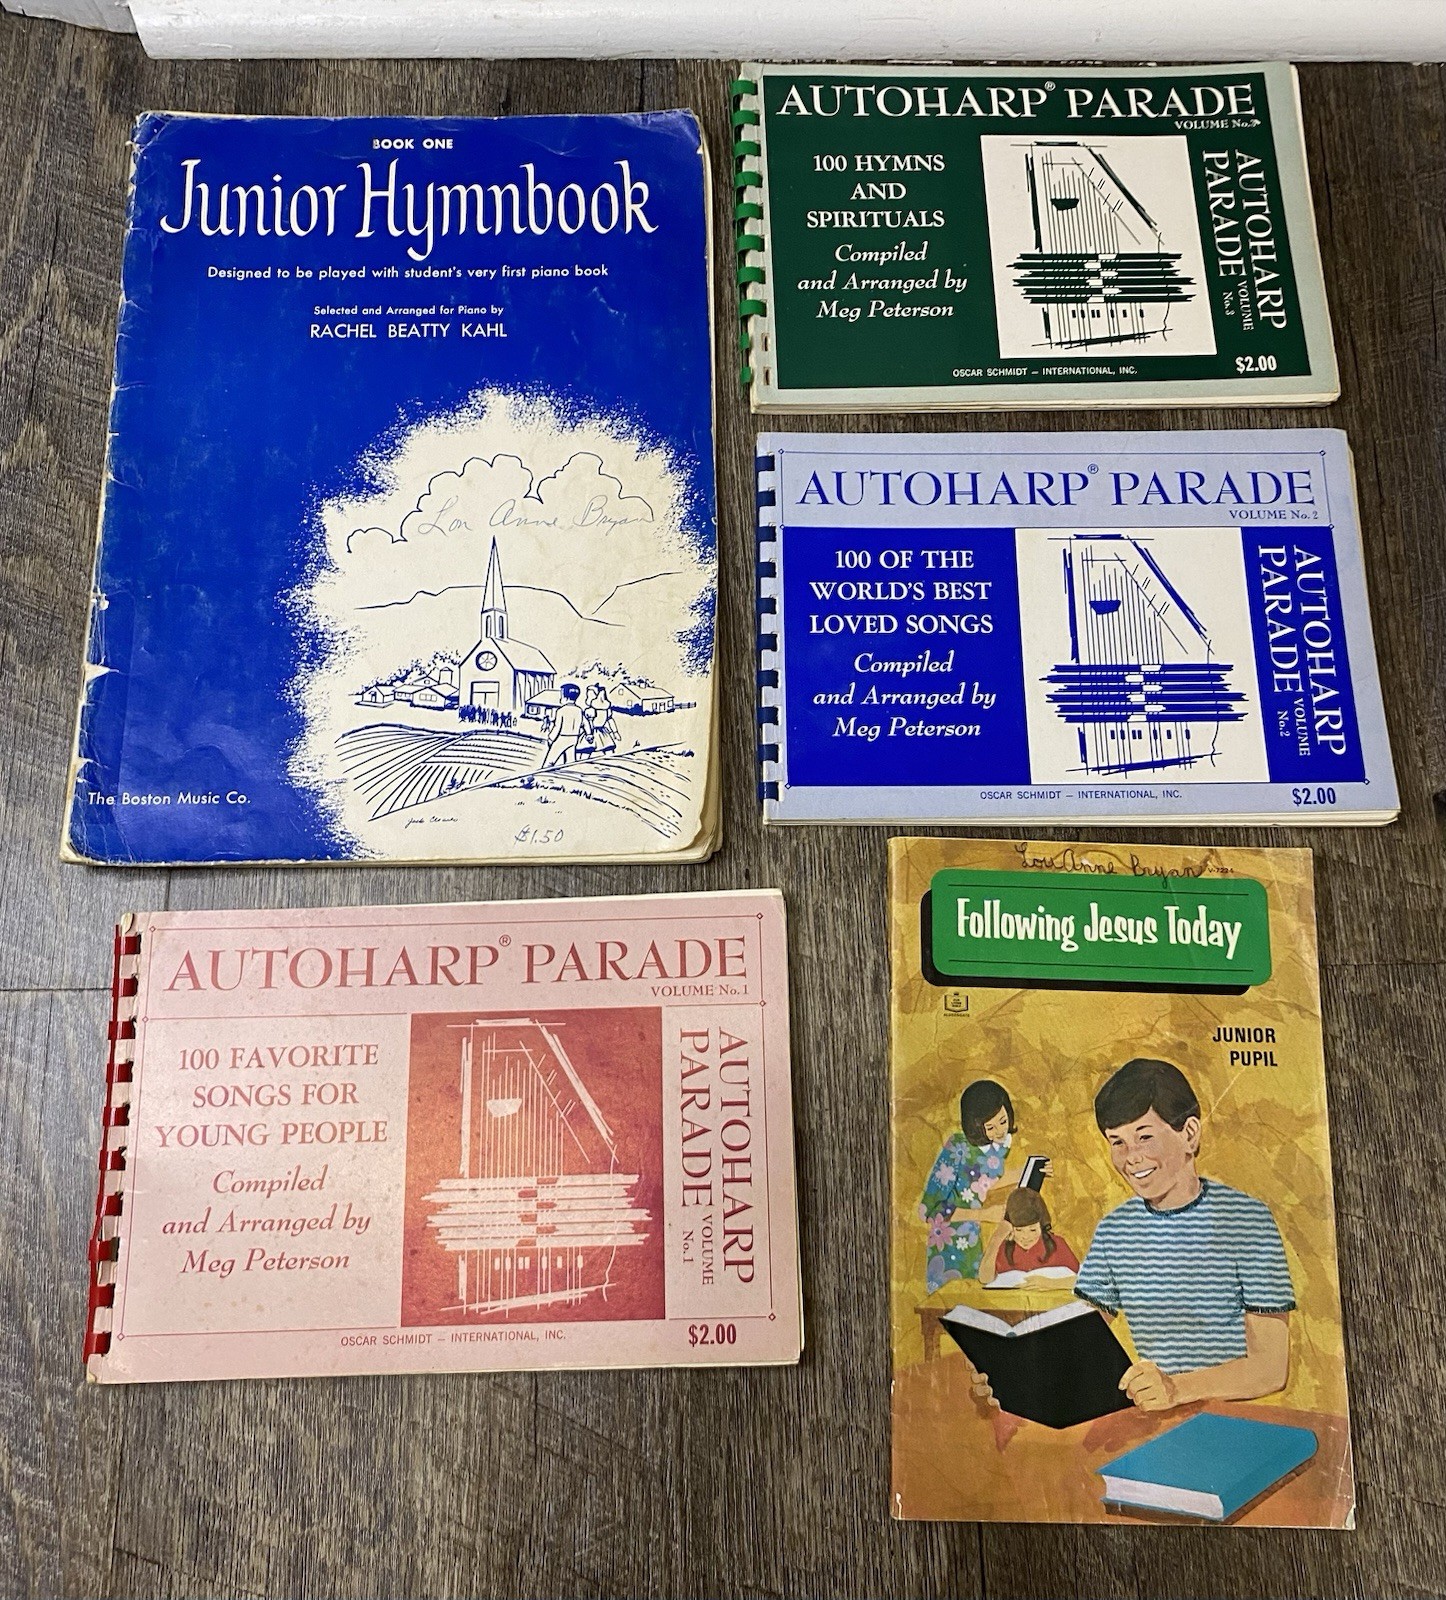 BOOK ONE
Junior Hymnbook
Designed to be played with student's very first piano book
Selected and Arranged for Piano by
RACHEL BEATTY KAHL
Lou Anne Bryan
The Boston Music Co.
$1.50
AUTOHARP® PARADE
VOLUME No.
100 HYMNS
AND
SPIRITUALS
Compiled
and Arranged by
Meg Peterson
AUTOHARP
PARADE
VOLUME
No.3
OSCAR SCHMIDT — INTERNATIONAL, INC.
$2.00
AUTOHARP® PARADE
VOLUME No. 2
100 OF THE
WORLD'S BEST
LOVED SONGS
Compiled
and Arranged by
Meg Peterson
AUTOHARP
PARADE
VOLUME
No.2
OSCAR SCHMIDT — INTERNATIONAL, INC.
$2.00
AUTOHARP® PARADE
VOLUME No. 1
100 FAVORITE
SONGS FOR
YOUNG PEOPLE
Compiled
and Arranged by
Meg Peterson
AUTOHARP
PARADE
VOLUME
No.1
OSCAR SCHMIDT — INTERNATIONAL, INC.
$2.00
Lou Anne Bryan
Following Jesus Today
JUNIOR
PUPIL